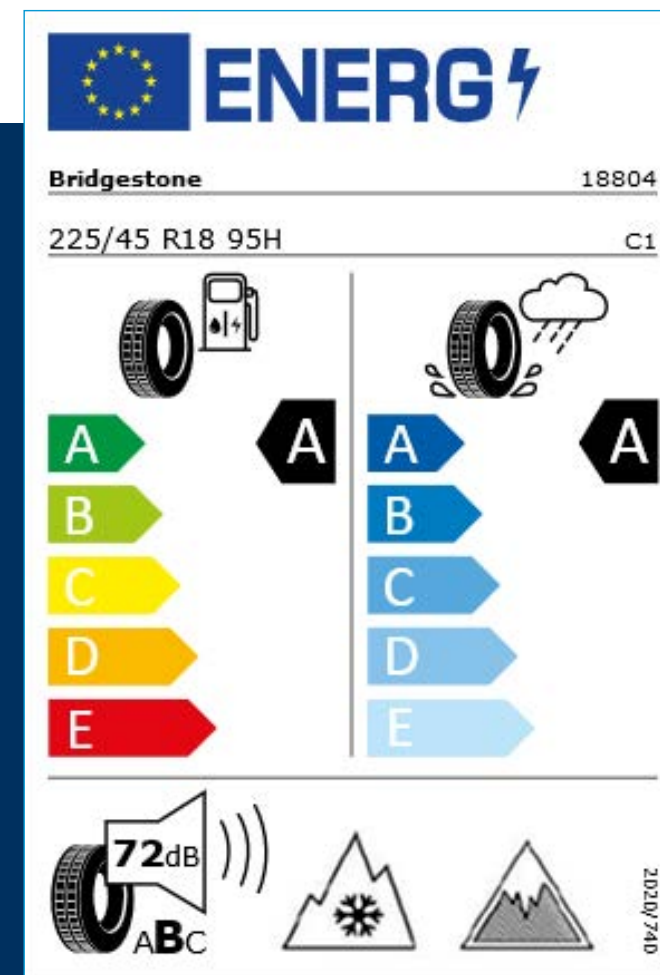 ENERG
Bridgestone 18804
225/45 R18 95H C1
A A A A
B B
C C
D D
E E
72dB
ABC
2020/740